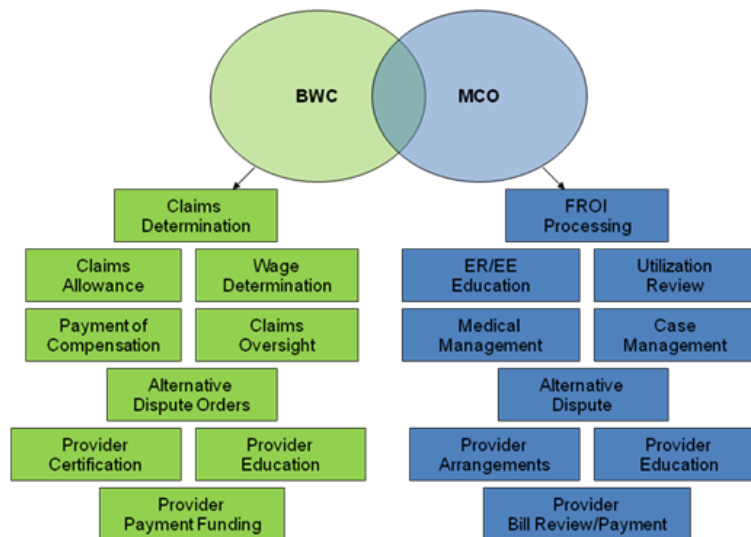 BWC
MCO
Claims
Determination
FROI
Processing
Claims
Allowance
Wage
Determination
ER/EE
Education
Utilization
Review
Payment of
Compensation
Claims
Oversight
Medical
Management
Case
Management
Alternative
Dispute Orders
Alternative
Dispute
Provider
Certification
Provider
Education
Provider
Arrangements
Provider
Education
Provider
Payment Funding
Provider
Bill Review/Payment